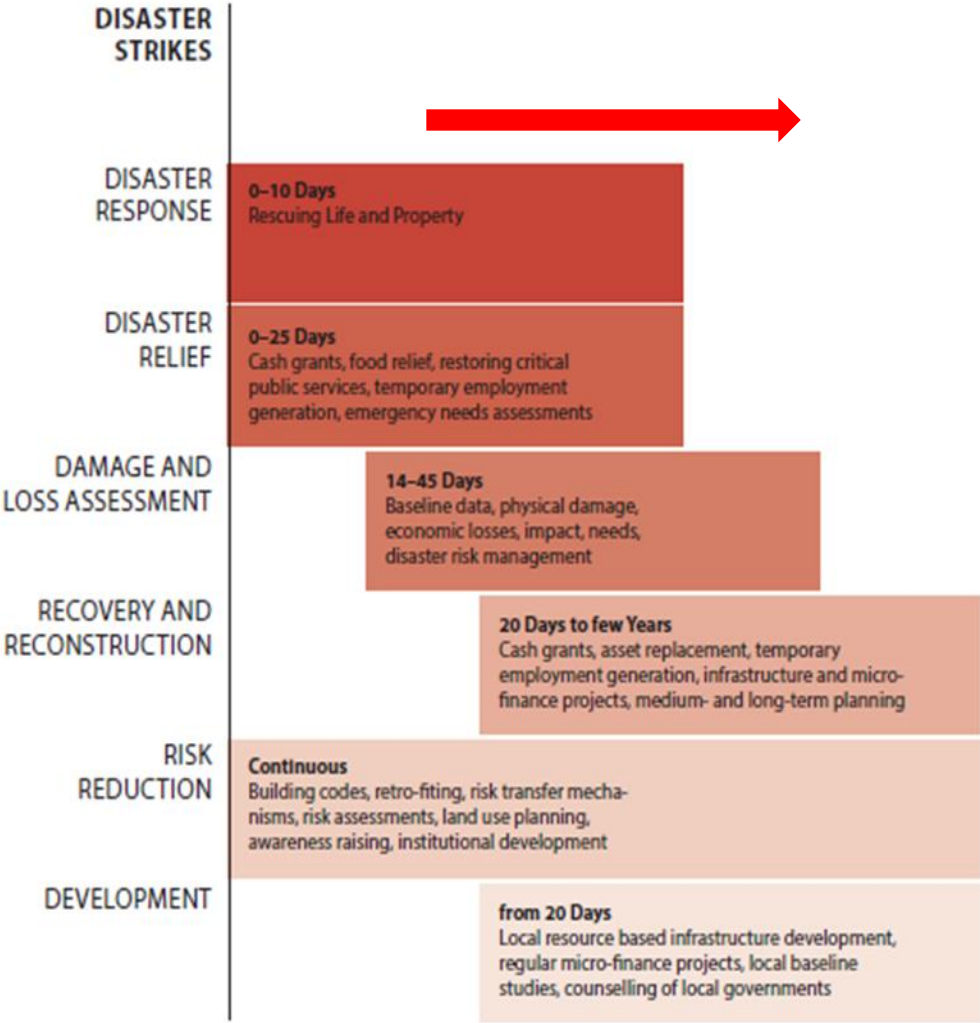 DISASTER
STRIKES
DISASTER
RESPONSE
0–10 Days
Rescuing Life and Property
DISASTER
RELIEF
0–25 Days
Cash grants, food relief, restoring critical
public services, temporary employment
generation, emergency needs assessments
DAMAGE AND
LOSS ASSESSMENT
14–45 Days
Baseline data, physical damage,
economic losses, impact, needs,
disaster risk management
RECOVERY AND
RECONSTRUCTION
20 Days to few Years
Cash grants, asset replacement, temporary
employment generation, infrastructure and micro-
finance projects, medium- and long-term planning
RISK
REDUCTION
Continuous
Building codes, retro-fiting, risk transfer mecha-
nisms, risk assessments, land use planning,
awareness raising, institutional development
DEVELOPMENT
from 20 Days
Local resource based infrastructure development,
regular micro-finance projects, local baseline
studies, counselling of local governments